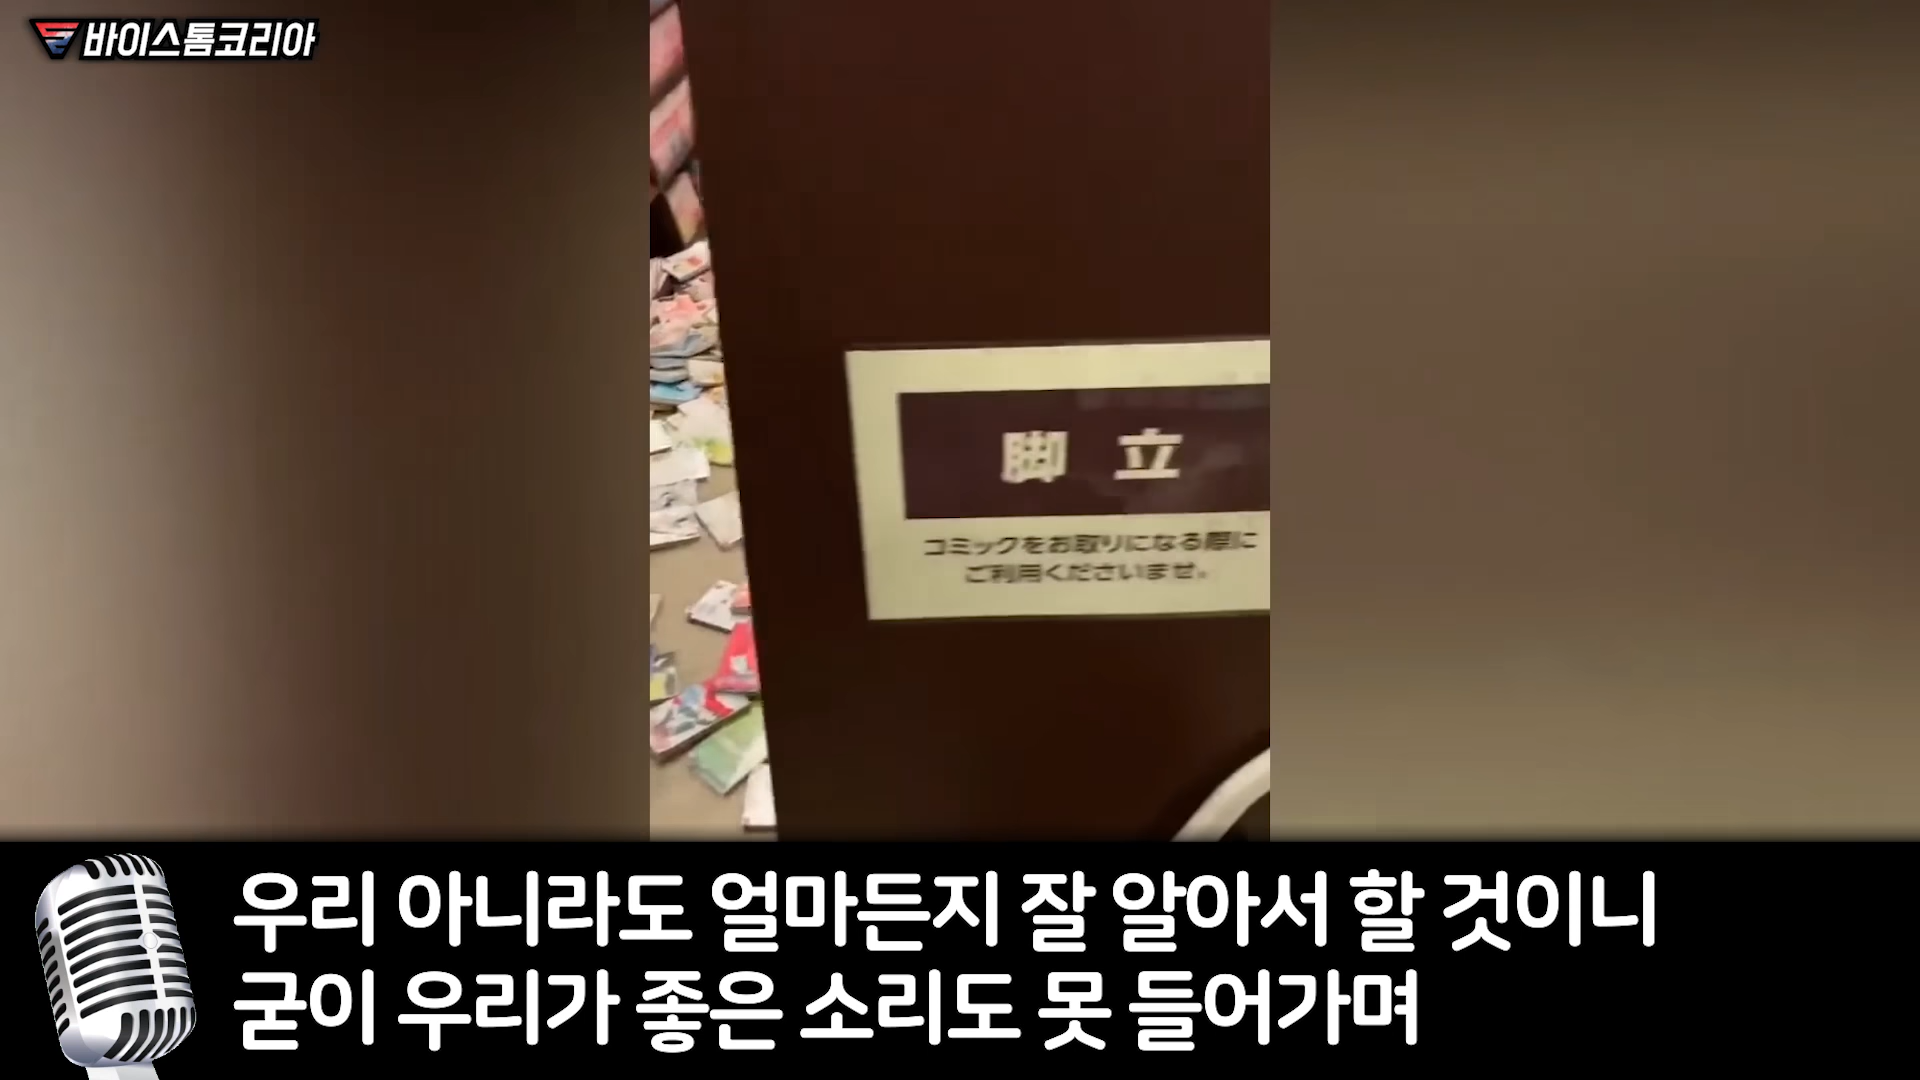 바이스톰코리아
脚立
コミックをお取りになる際に
ご利用くださいませ。
우리 아니라도 얼마든지 잘 알아서 할 것이니
굳이 우리가 좋은 소리도 못 들어가며